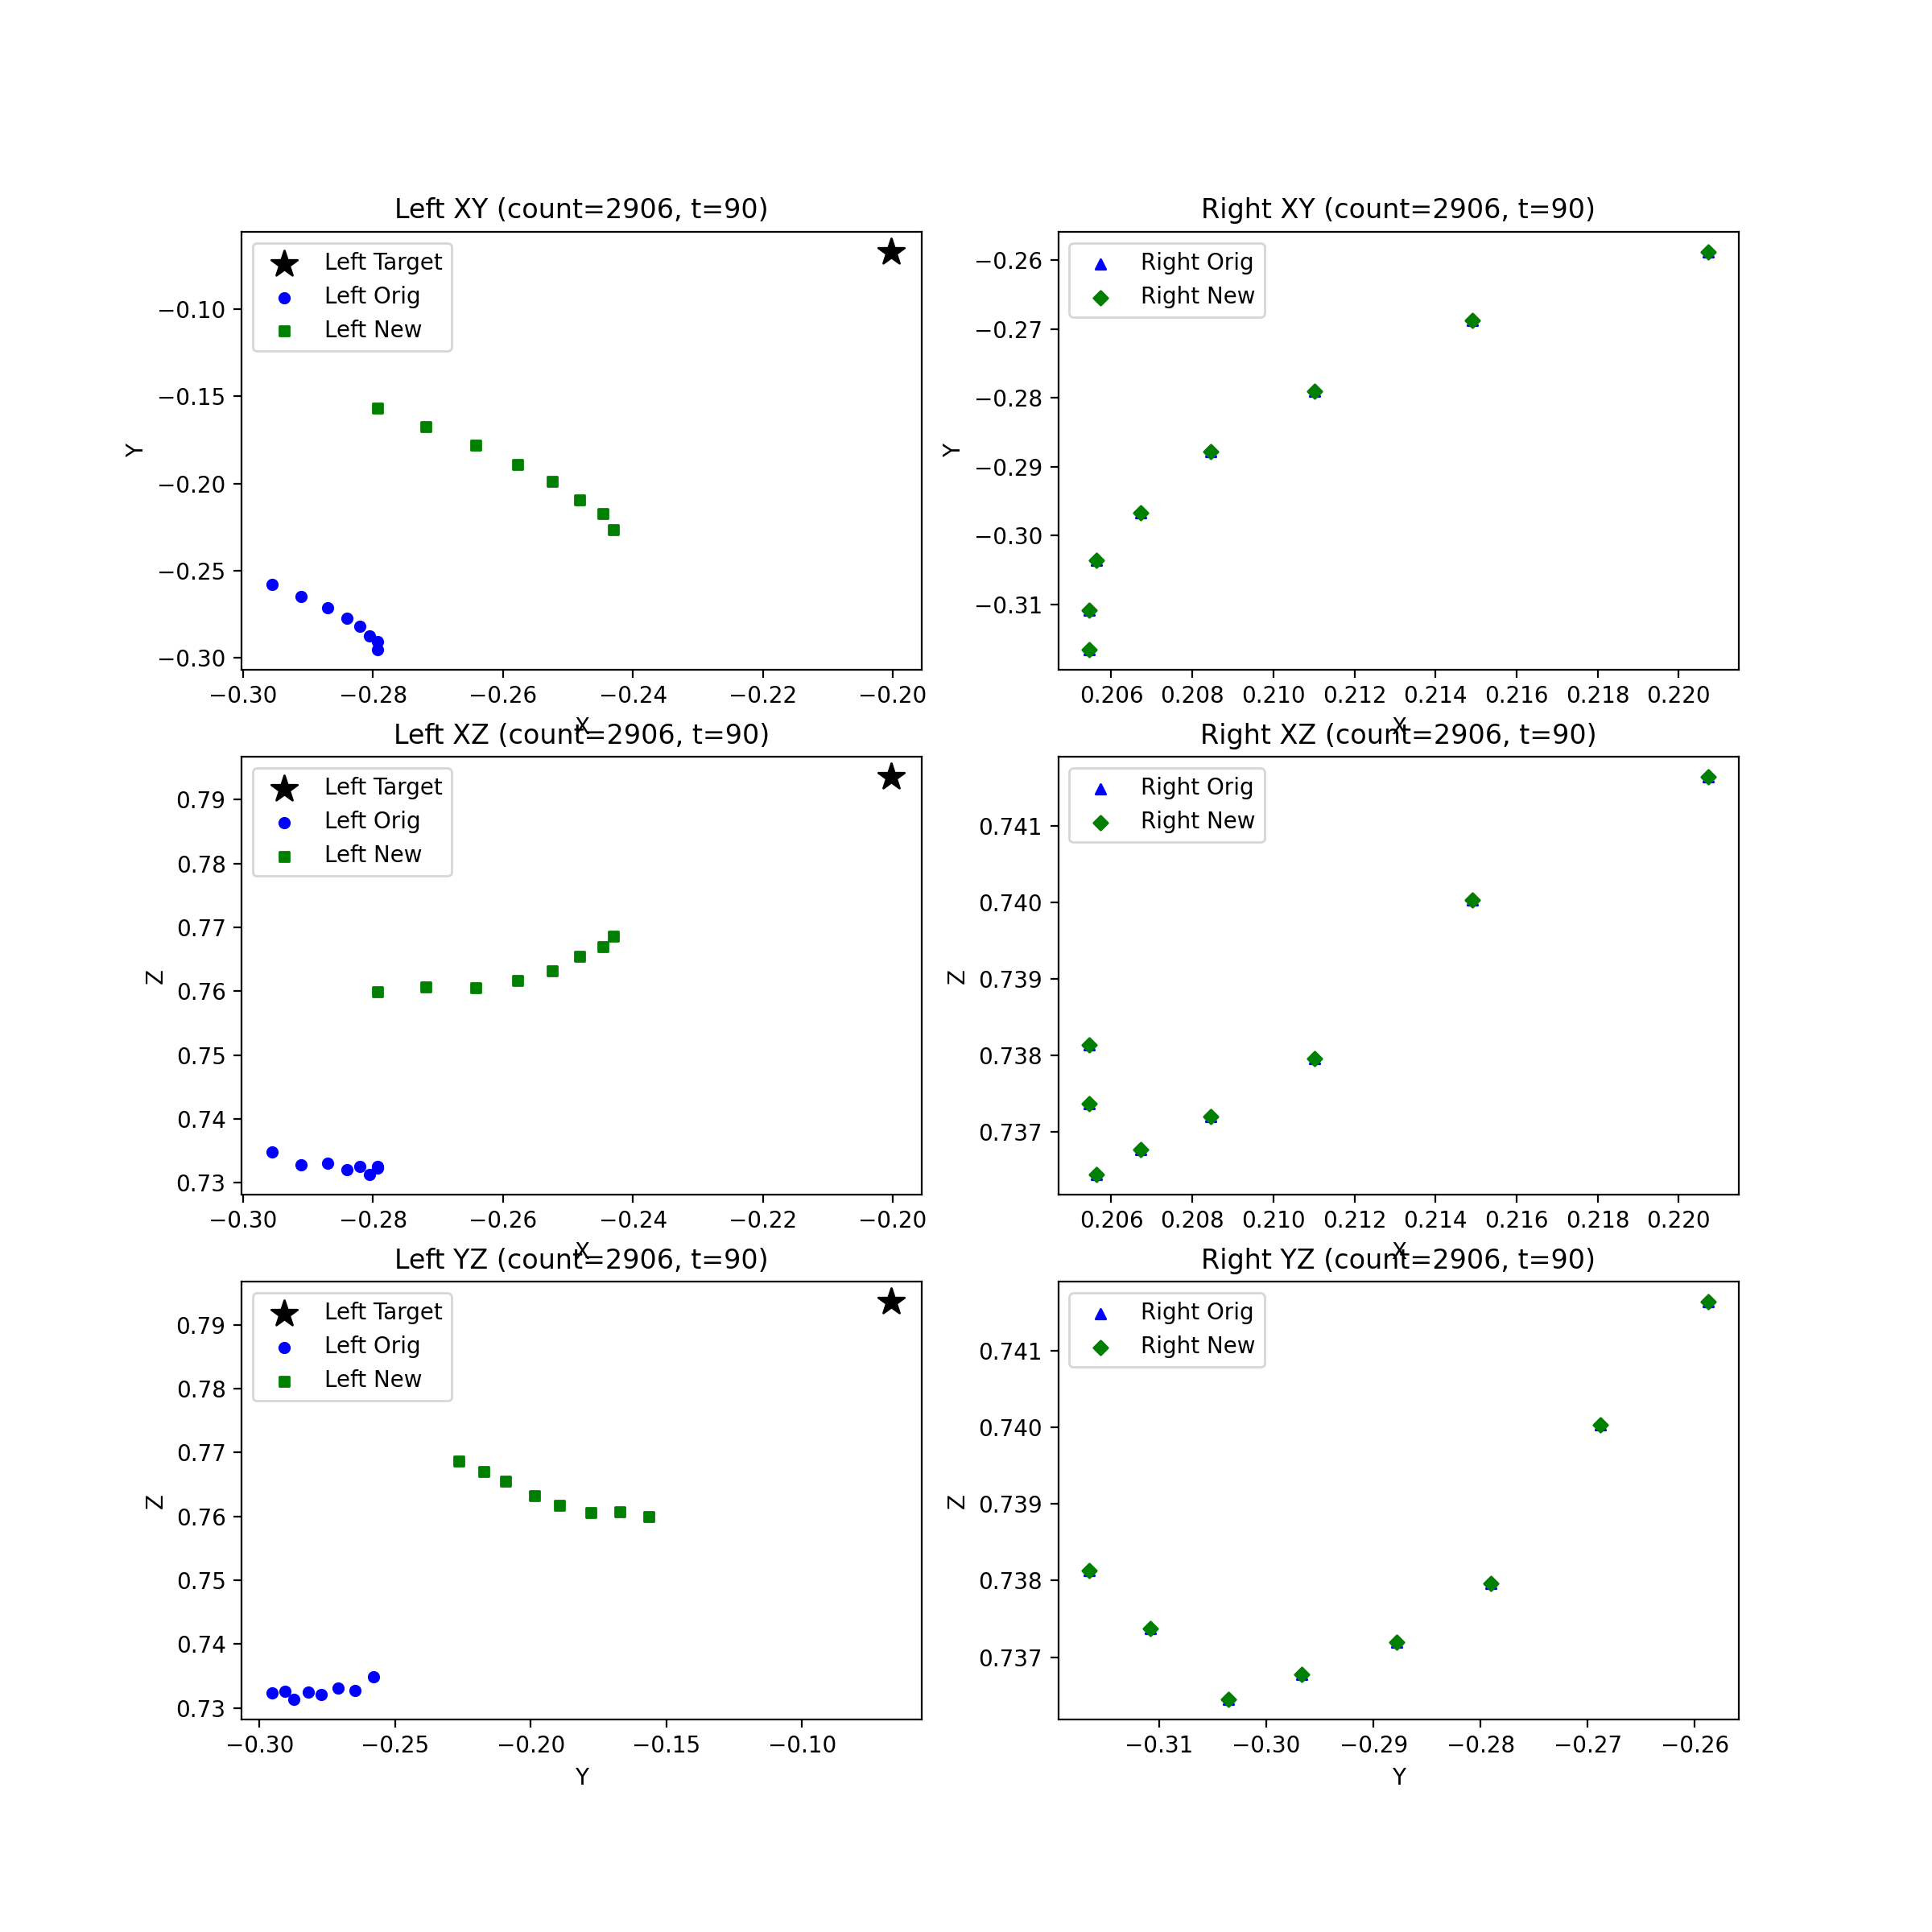 Left XY (count=2906, t=90)
Left Target
Left Orig
Left New
Y
−0.10
−0.15
−0.20
−0.25
−0.30
−0.30 −0.28 −0.26 −0.24 −0.22 −0.20
X
Right XY (count=2906, t=90)
Right Orig
Right New
Y
−0.26
−0.27
−0.28
−0.29
−0.30
−0.31
0.206 0.208 0.210 0.212 0.214 0.216 0.218 0.220
X
Left XZ (count=2906, t=90)
Left Target
Left Orig
Left New
Z
0.79
0.78
0.77
0.76
0.75
0.74
0.73
−0.30 −0.28 −0.26 −0.24 −0.22 −0.20
X
Right XZ (count=2906, t=90)
Right Orig
Right New
Z
0.741
0.740
0.739
0.738
0.737
0.206 0.208 0.210 0.212 0.214 0.216 0.218 0.220
X
Left YZ (count=2906, t=90)
Left Target
Left Orig
Left New
Z
0.79
0.78
0.77
0.76
0.75
0.74
0.73
−0.30 −0.25 −0.20 −0.15 −0.10
Y
Right YZ (count=2906, t=90)
Right Orig
Right New
Z
0.741
0.740
0.739
0.738
0.737
−0.31 −0.30 −0.29 −0.28 −0.27 −0.26
Y